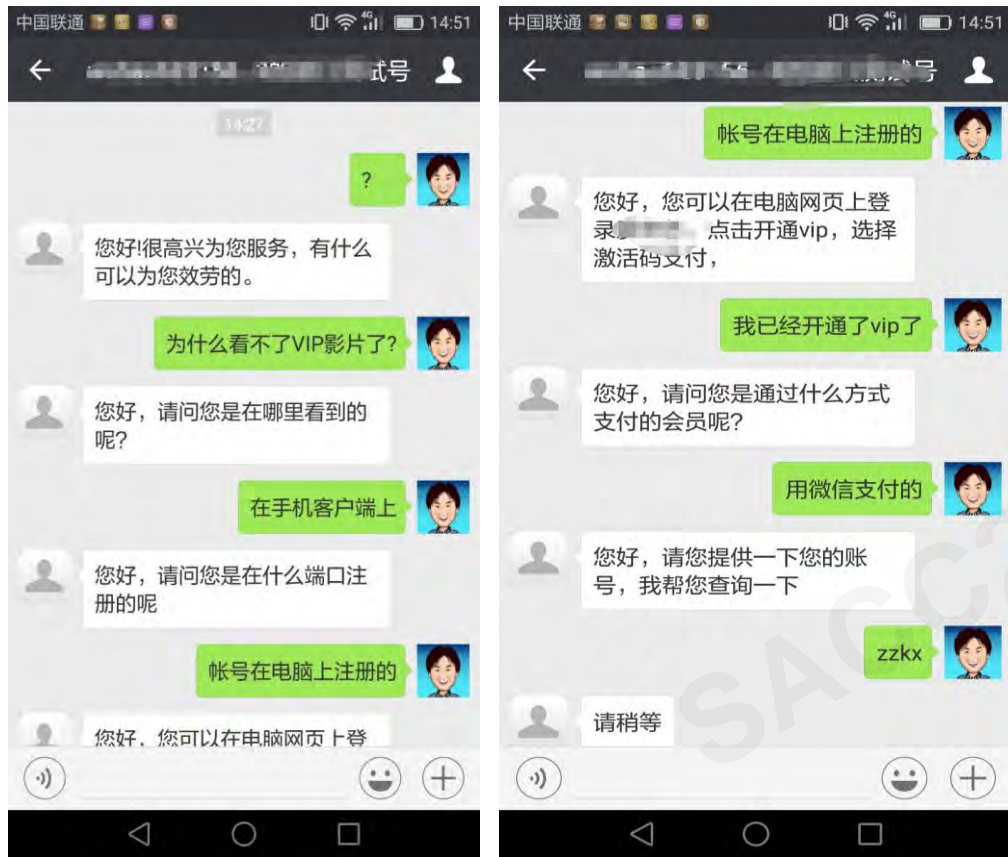 中国联通
4G
14:51
试号
14:27
?
您好!很高兴为您服务，有什么
可以为您效劳的。
为什么看不了VIP影片了?
您好，请问您是在哪里看到的
呢?
在手机客户端上
您好，请问您是在什么端口注
册的呢
帐号在电脑上注册的
您好，您可以在电脑网页上登
中国联通
4G
14:51
试号
帐号在电脑上注册的
您好，您可以在电脑网页上登
录 点击开通vip，选择
激活码支付，
我已经开通了vip了
您好，请问您是通过什么方式
支付的会员呢?
用微信支付的
您好，请您提供一下您的账
号，我帮您查询一下
zzkx
请稍等